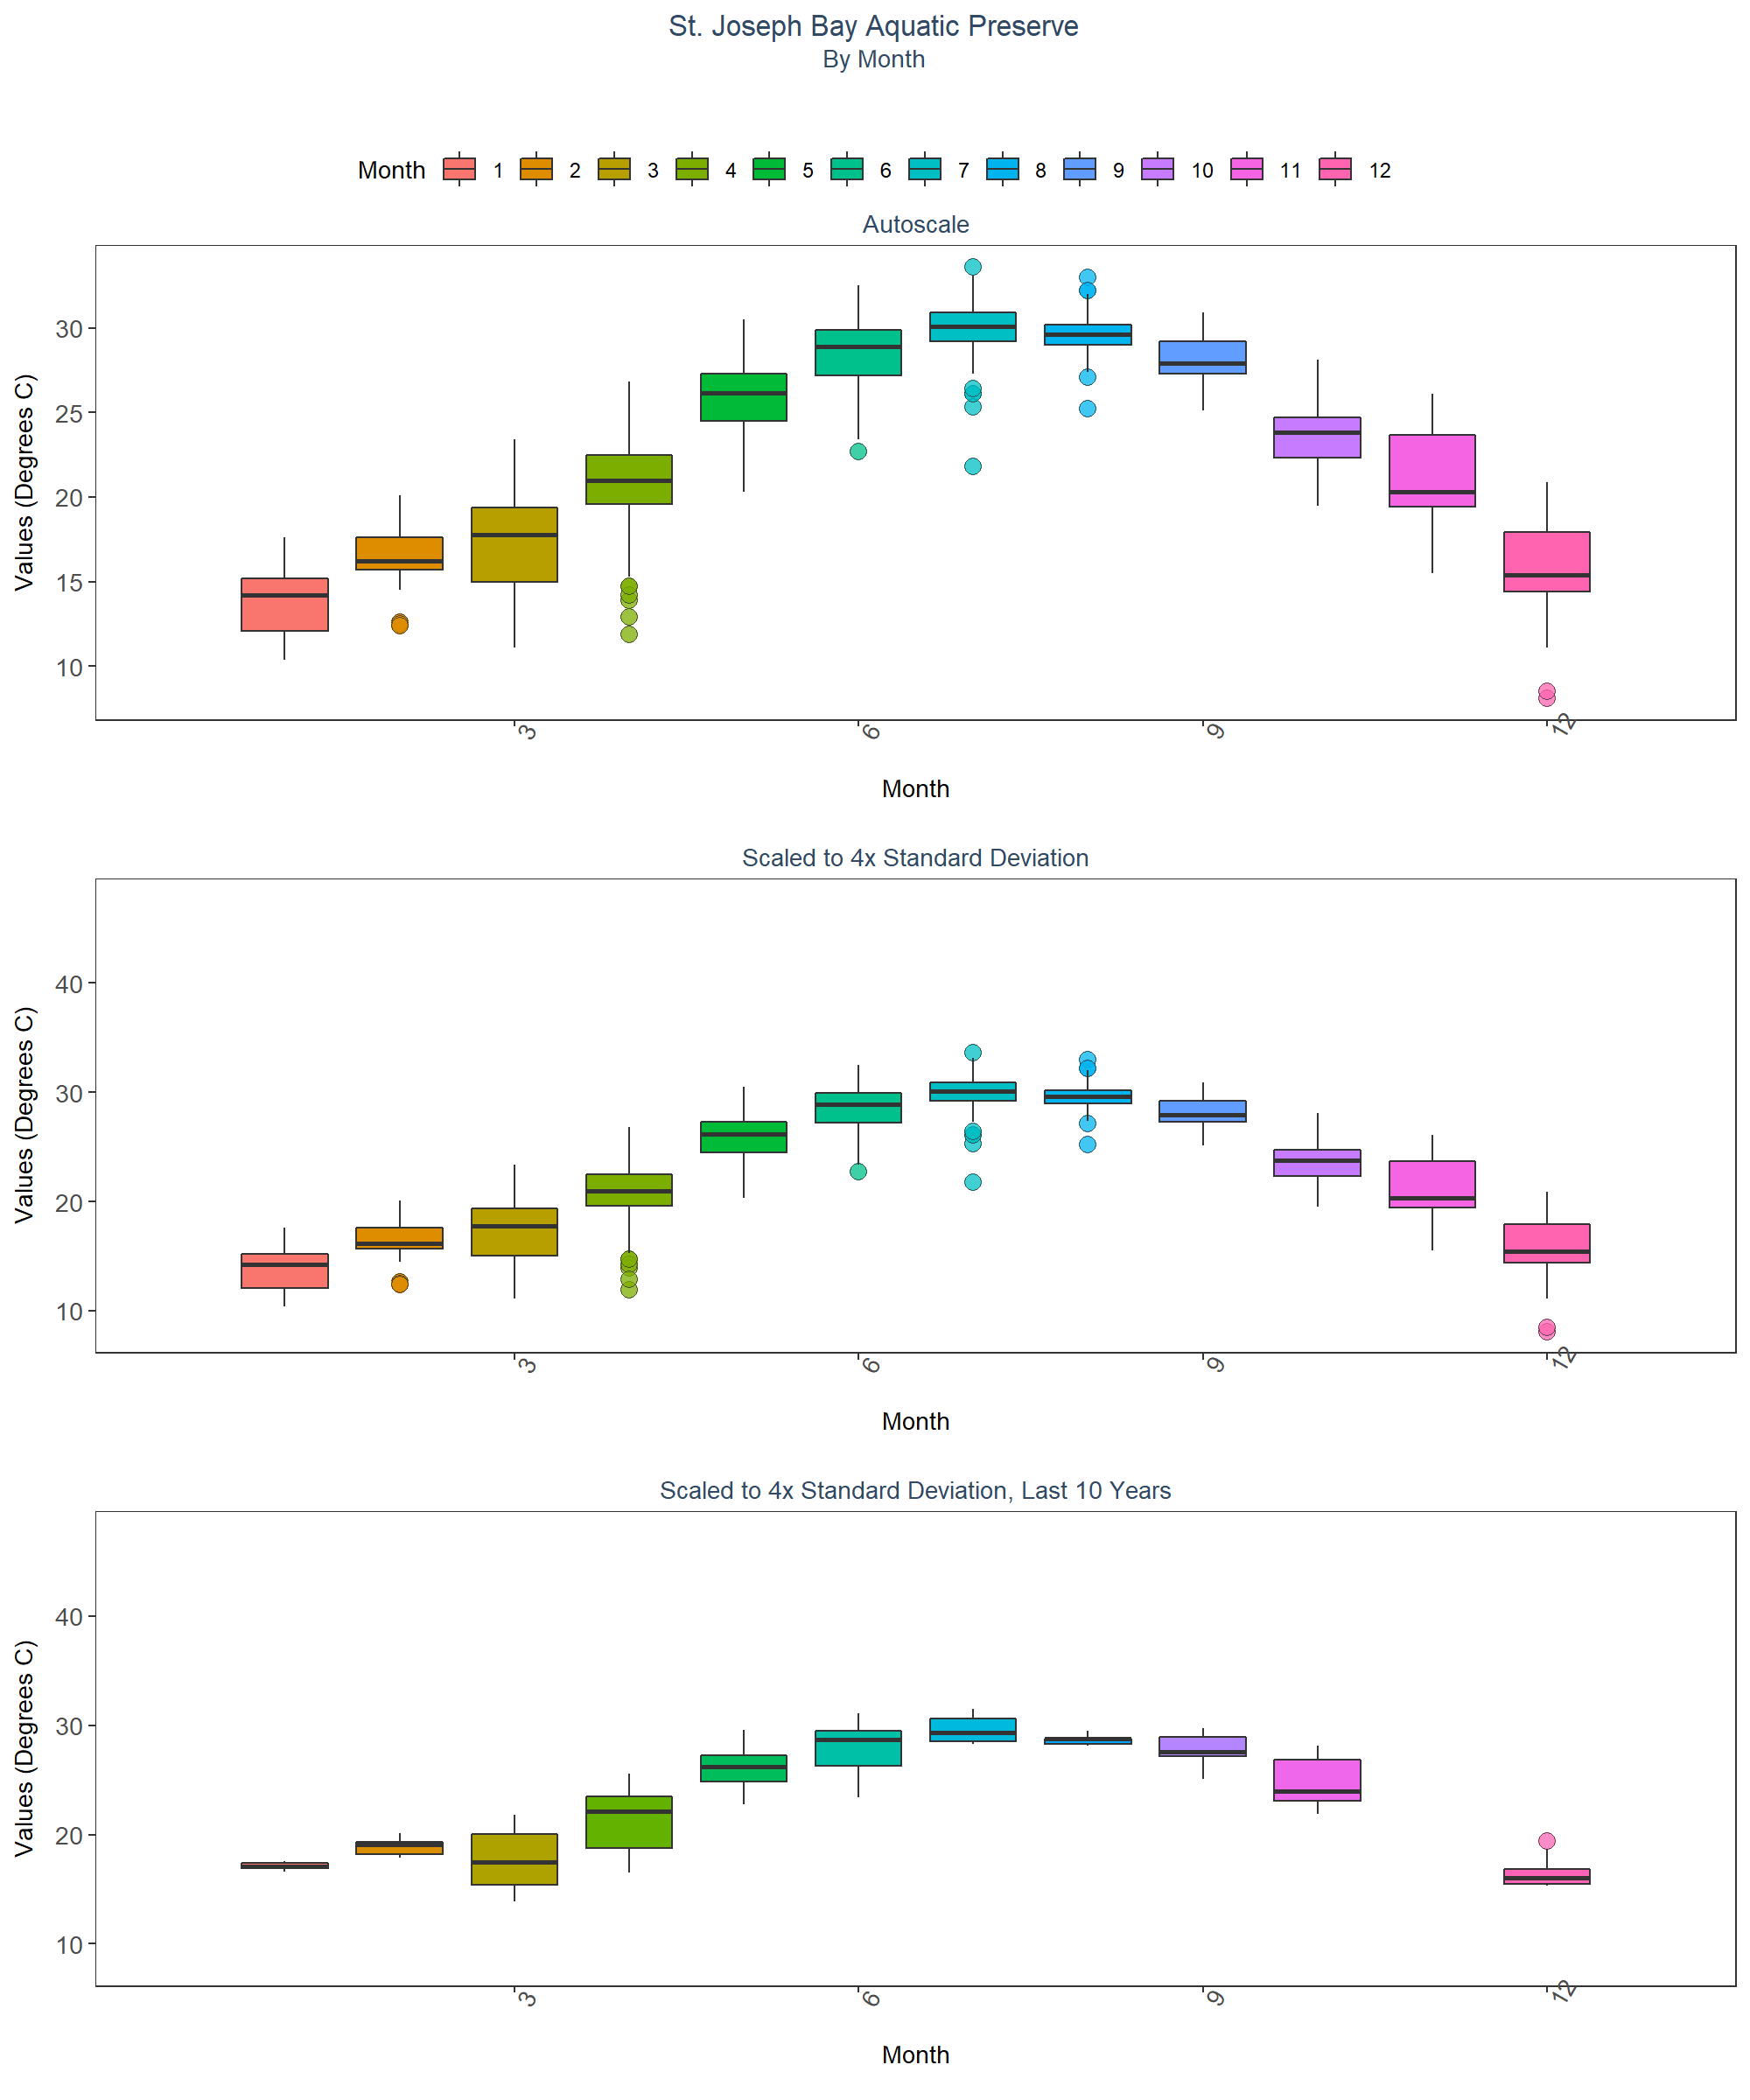 St. Joseph Bay Aquatic Preserve
By Month
Month 1 2 3 4 5 6 7 8 9 10 11 12
Autoscale
Values (Degrees C)
30
25
20
15
10
3 6 9 12
Month
Scaled to 4x Standard Deviation
Values (Degrees C)
40
30
20
10
3 6 9 12
Month
Scaled to 4x Standard Deviation, Last 10 Years
Values (Degrees C)
40
30
20
10
3 6 9 12
Month